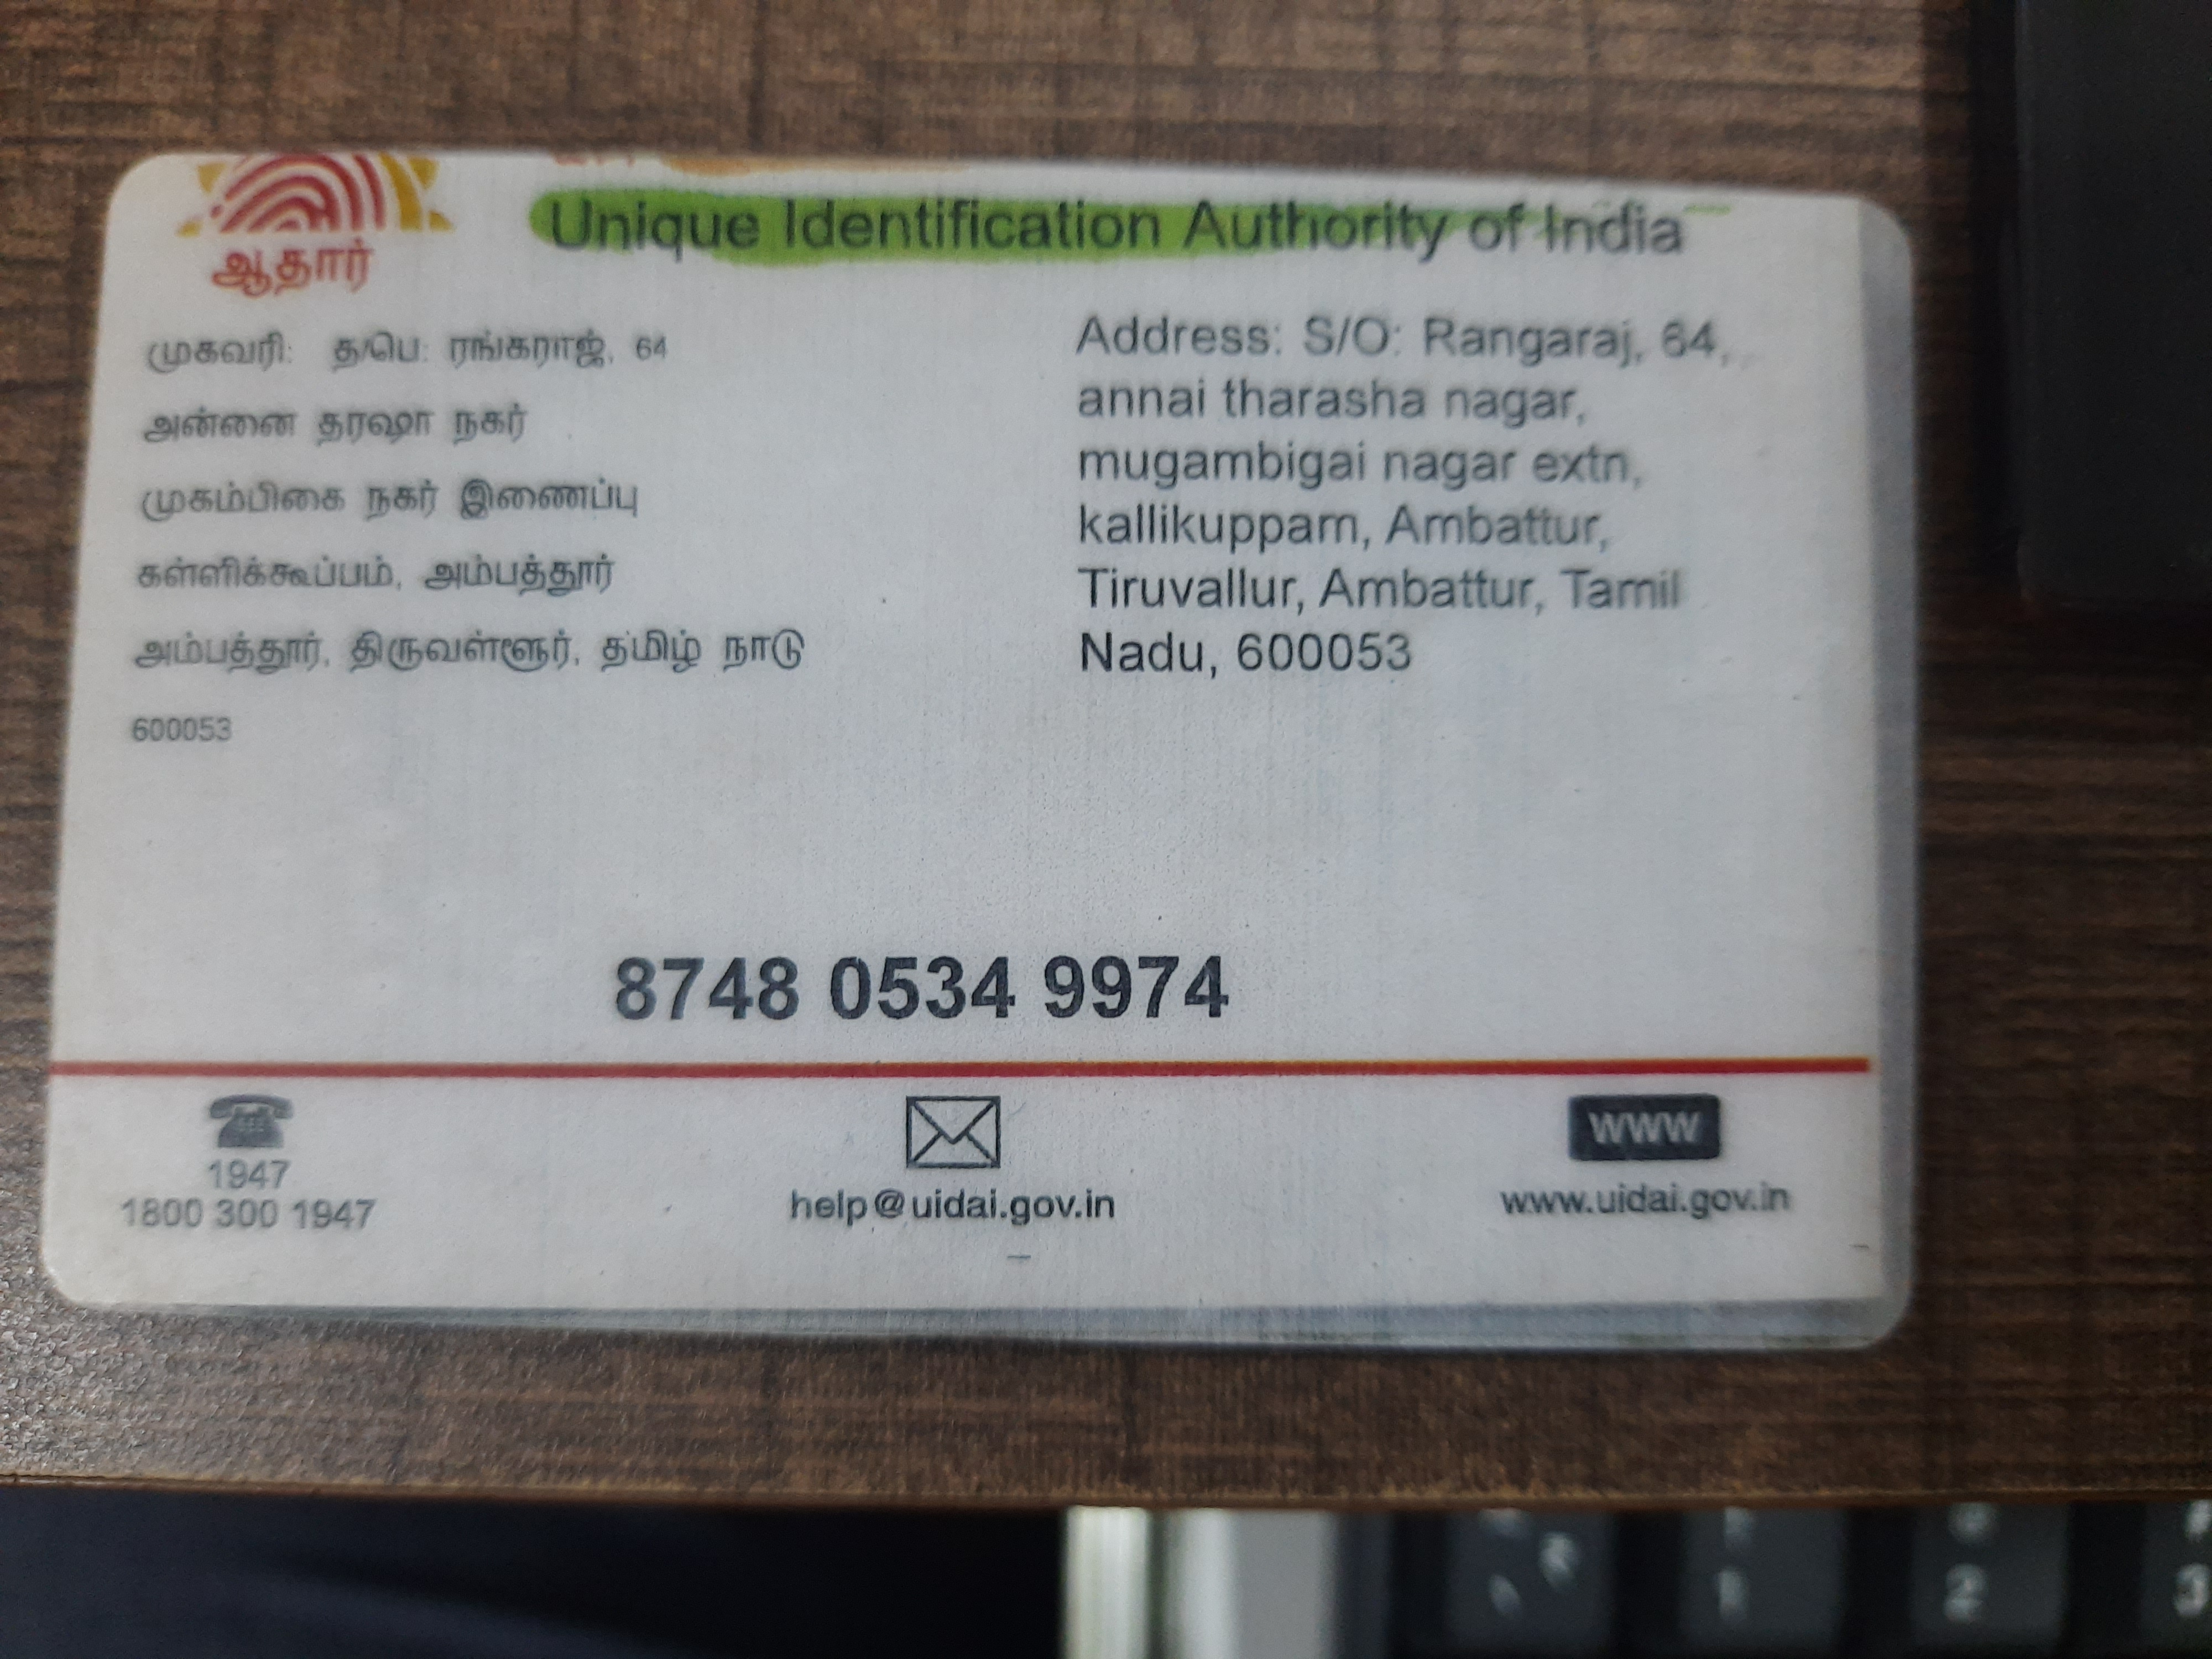 ஆதார்
Unique Identification Authority of India
முகவரி: த/பெ: ரங்கராஜ், 64
அன்னை தரஷா நகர்
முகம்பிகை நகர் இணைப்பு
கள்ளிக்கூப்பம், அம்பத்தூர்
அம்பத்தூர், திருவள்ளூர், தமிழ் நாடு
600053
Address: S/O: Rangaraj, 64,
annai tharasha nagar,
mugambigai nagar extn,
kallikuppam, Ambattur,
Tiruvallur, Ambattur, Tamil
Nadu, 600053
8748 0534 9974
1947
1800 300 1947
help@uidai.gov.in
www
www.uidai.gov.in
1
2
3